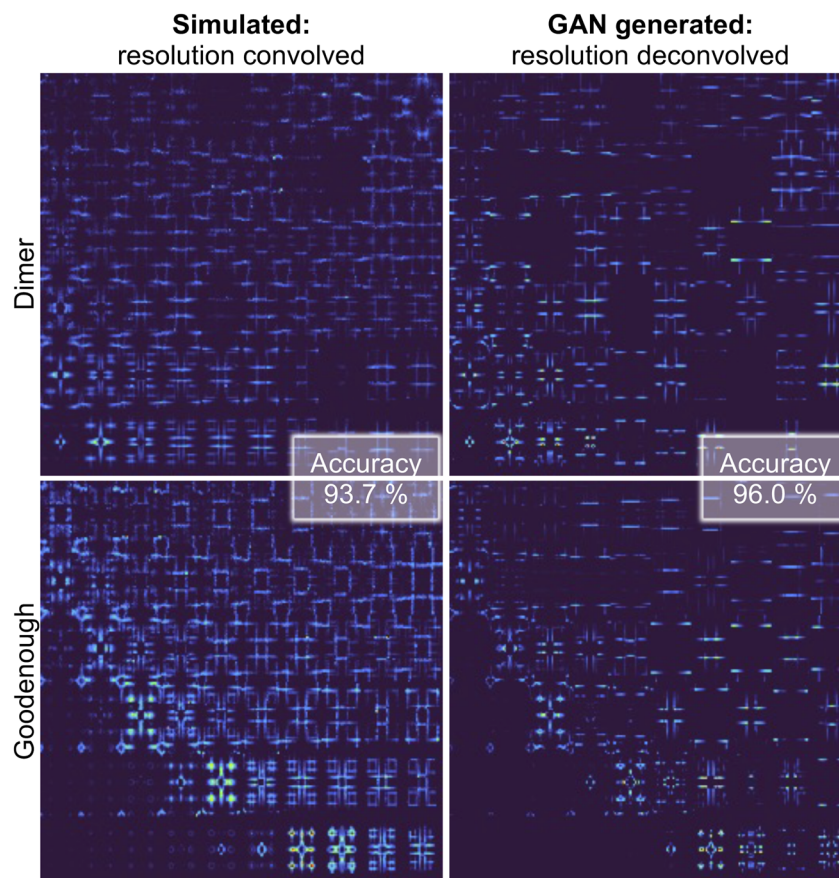 Simulated:
resolution convolved
GAN generated:
resolution deconvolved
Dimer
Accuracy
93.7 %
Accuracy
96.0 %
Goodenough